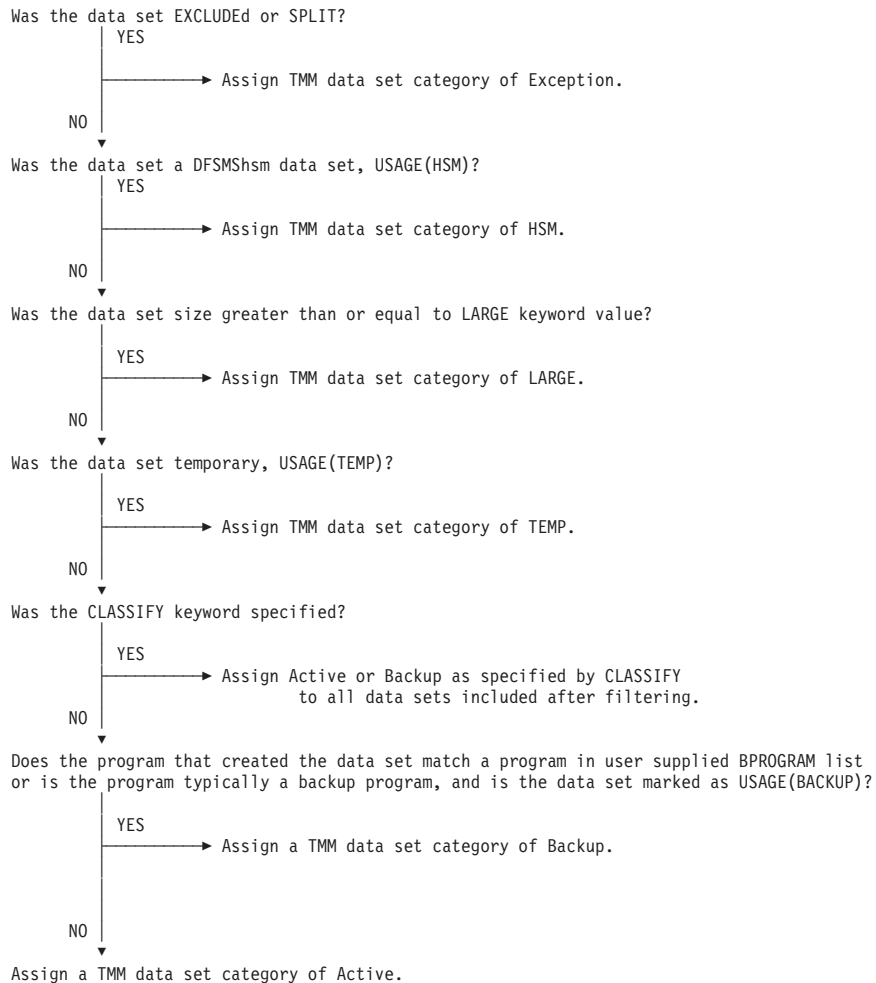 Was the data set EXCLUDEd or SPLIT?
YES
Assign TMM data set category of Exception.
NO
Was the data set a DFSMShsm data set, USAGE(HSM)?
YES
Assign TMM data set category of HSM.
NO
Was the data set size greater than or equal to LARGE keyword value?
YES
Assign TMM data set category of LARGE.
NO
Was the data set temporary, USAGE(TEMP)?
YES
Assign TMM data set category of TEMP.
NO
Was the CLASSIFY keyword specified?
YES
Assign Active or Backup as specified by CLASSIFY
to all data sets included after filtering.
NO
Does the program that created the data set match a program in user supplied BPROGRAM list
or is the program typically a backup program, and is the data set marked as USAGE(BACKUP)?
YES
Assign a TMM data set category of Backup.
NO
Assign a TMM data set category of Active.